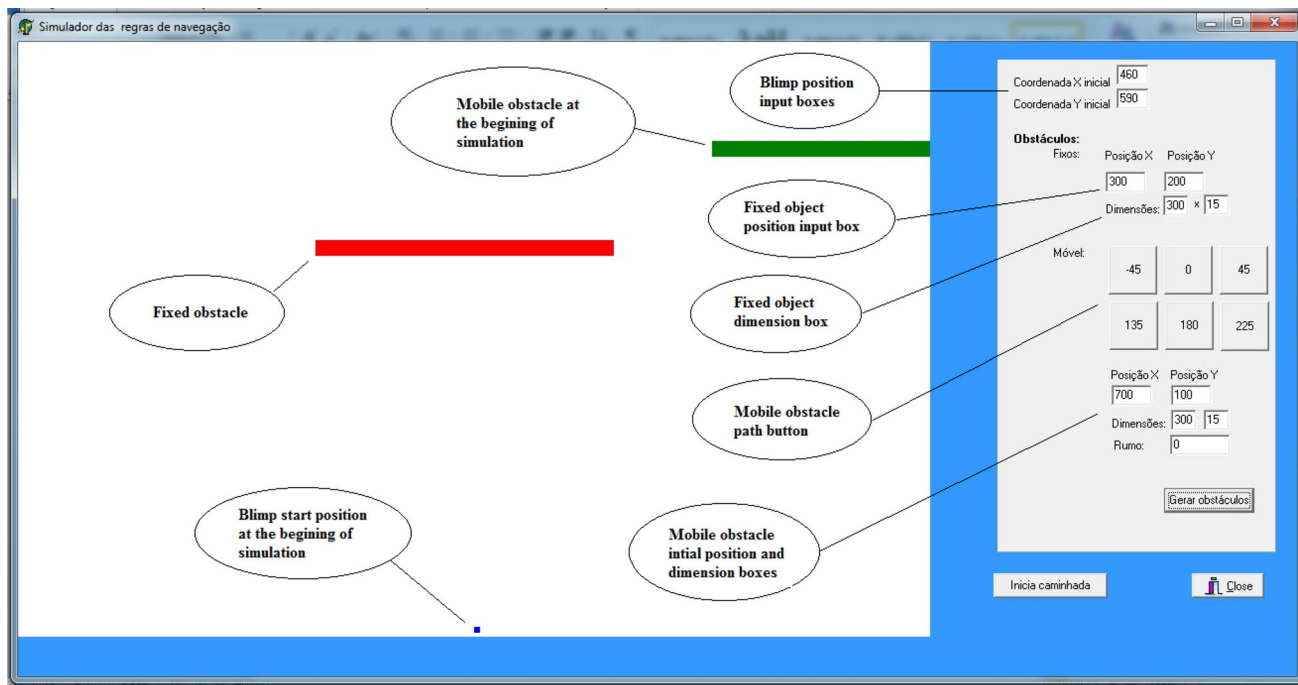 Simulador das regras de navegação
Mobile obstacle at
the begining of
simulation
Blimp position
input boxes
Fixed object
position input box
Fixed obstacle
Fixed object
dimension box
Mobile obstacle
path button
Blimp start position
at the begining of
simulation
Mobile obstacle
intial position and
dimension boxes
Coordenada X inicial 460
Coordenada Y inicial 590
Obstáculos:
Fixos: Posição X Posição Y
300 200
Dimensões: 300 x 15
Móvel:
-45 0 45
135 180 225
Posição X Posição Y
700 100
Dimensões: 300 15
Rumo: 0
Gerar obstáculos
Inicia caminhada Close